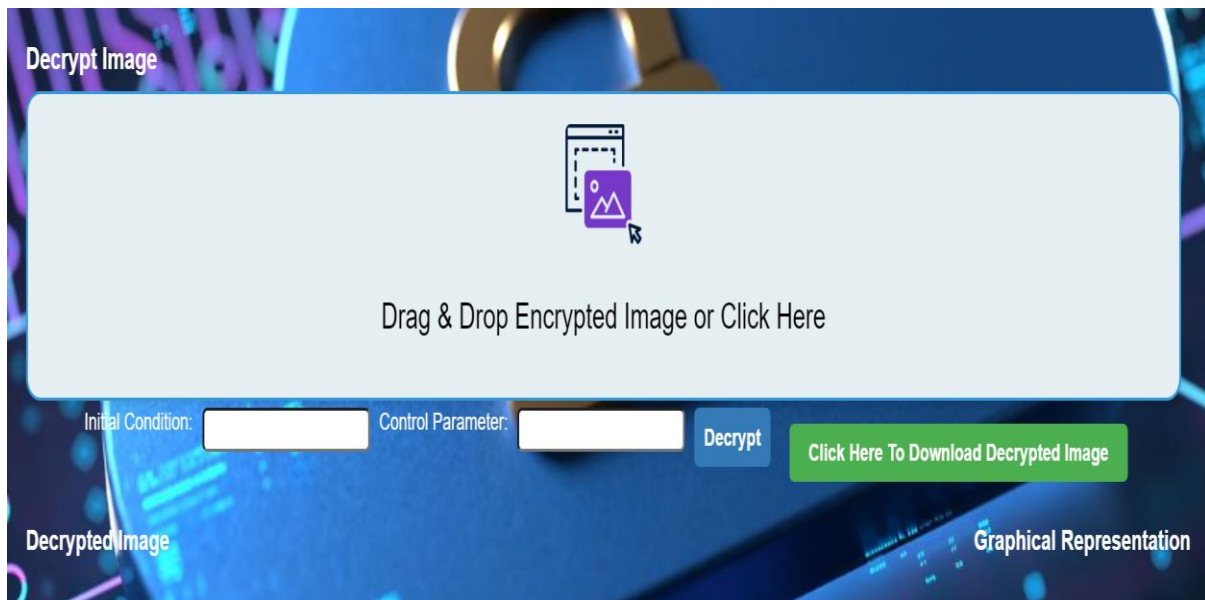 Decrypt Image
Drag & Drop Encrypted Image or Click Here
Initial Condition: Control Parameter: Decrypt Click Here To Download Decrypted Image
Decrypted Image Graphical Representation